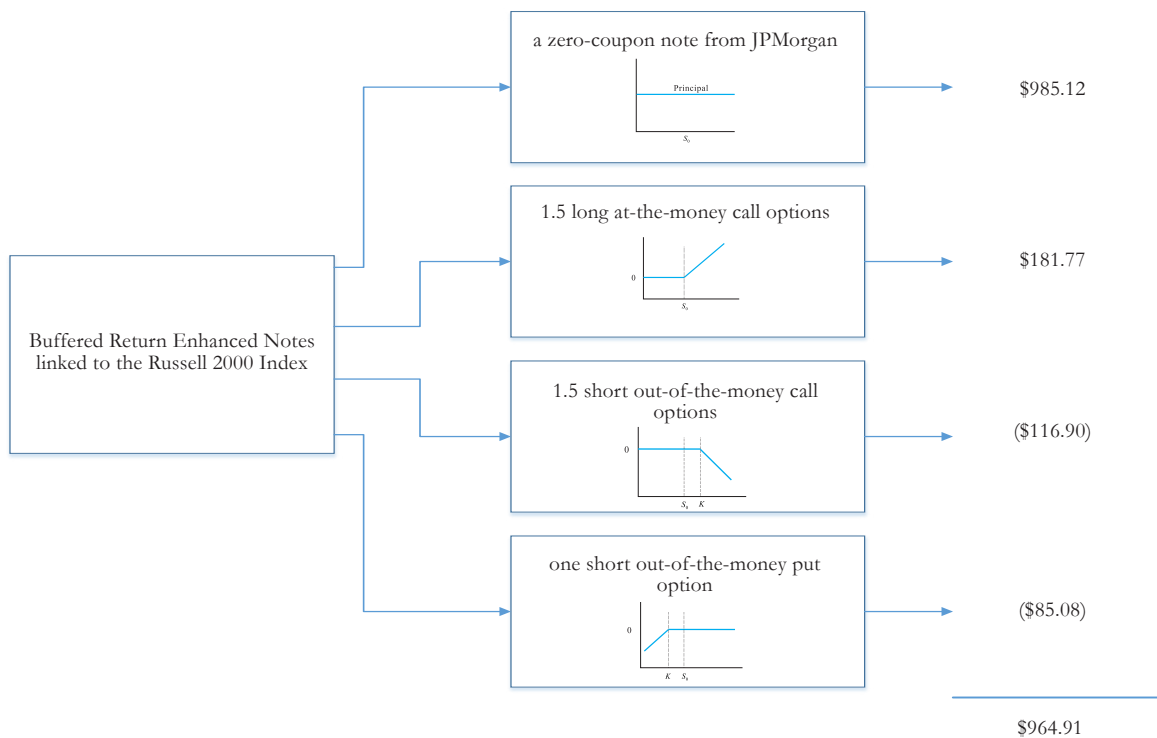 a zero-coupon note from JPMorgan
Principal
S₀
$985.12
1.5 long at-the-money call options
0
S₀
$181.77
Buffered Return Enhanced Notes
linked to the Russell 2000 Index
1.5 short out-of-the-money call
options
0
S₀ K
($116.90)
one short out-of-the-money put
option
0
K S₀
($85.08)
$964.91